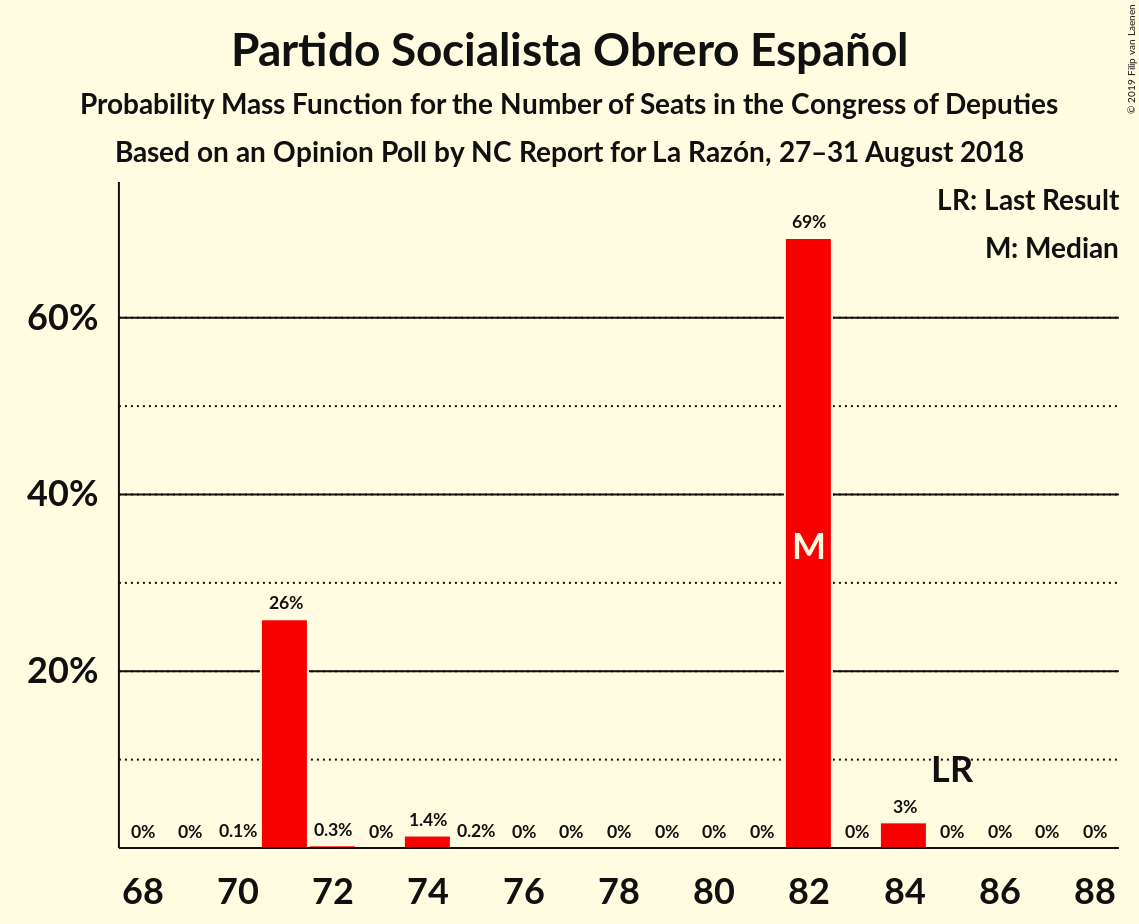 Partido Socialista Obrero Español
Probability Mass Function for the Number of Seats in the Congress of Deputies
Based on an Opinion Poll by NC Report for La Razón, 27–31 August 2018
© 2019 Filip van Laenen
LR: Last Result
M: Median
69%
60%
40%
M
26%
20%
LR
3%
1.4%
0% 0% 0.1% 0.3% 0% 0.2% 0% 0% 0% 0% 0% 0% 0% 0% 0% 0% 0%
68 70 72 74 76 78 80 82 84 86 88